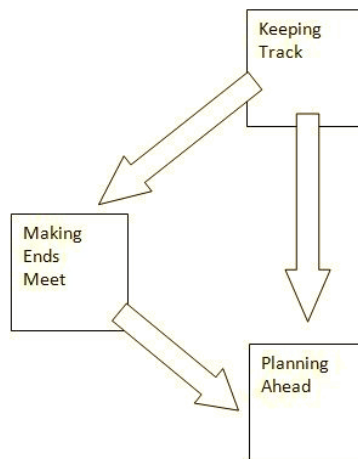 Keeping
Track
Making
Ends
Meet
Planning
Ahead